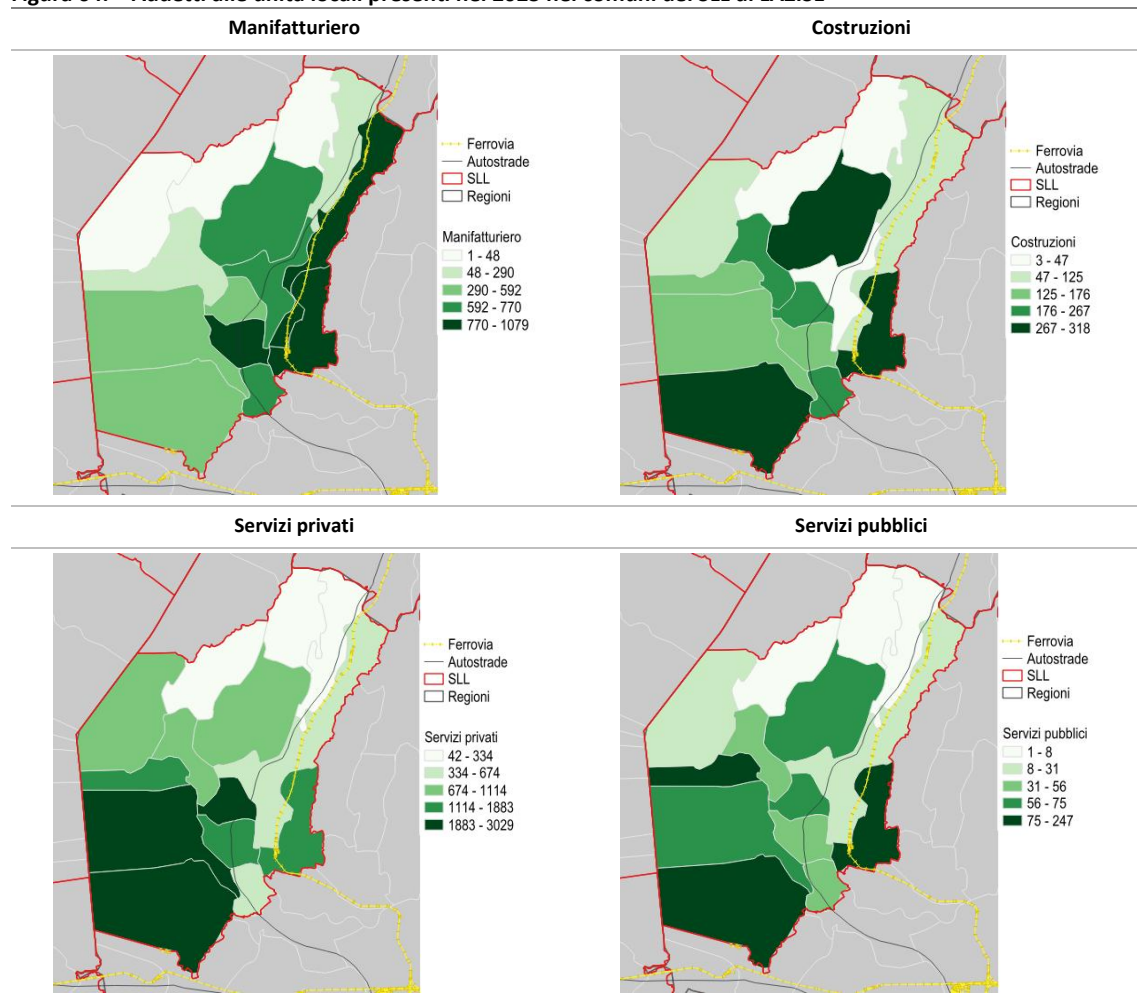 Manifatturiero Costruzioni
Ferrovia
Autostrade
SLL
Regioni
Manifatturiero
1 - 48
48 - 290
290 - 592
592 - 770
770 - 1079
Ferrovia
Autostrade
SLL
Regioni
Costruzioni
3 - 47
47 - 125
125 - 176
176 - 267
267 - 318
Servizi privati Servizi pubblici
Ferrovia
Autostrade
SLL
Regioni
Servizi privati
42 - 334
334 - 674
674 - 1114
1114 - 1883
1883 - 3029
Ferrovia
Autostrade
SLL
Regioni
Servizi pubblici
1 - 8
8 - 31
31 - 56
56 - 75
75 - 247